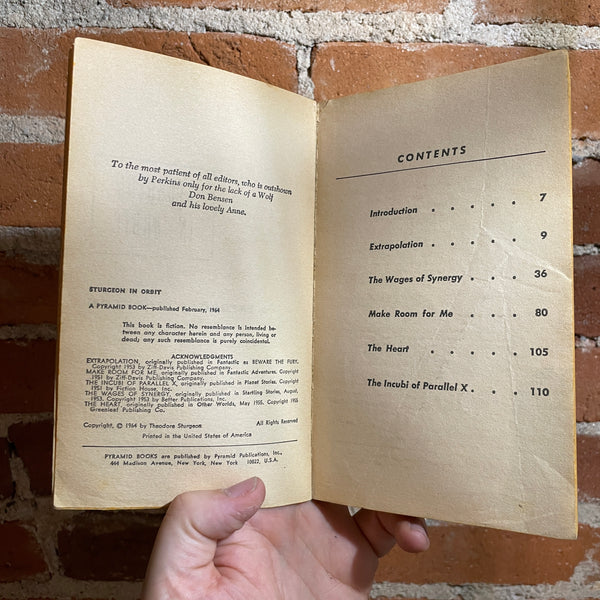 To the most patient of all editors, who is outshown
by Perkins only for the lack of a Wolf
Don Bensen
and his lovely Anne.
STURGEON IN ORBIT
A PYRAMID BOOK—published February, 1964
This book is fiction. No resemblance is intended be-
tween any character herein and any person, living or
dead; any such resemblance is purely coincidental.
ACKNOWLEDGMENTS
EXTRAPOLATION, originally published in Fantastic as BEWARE THE FURY.
Copyright 1953 by Ziff-Davis Publishing Company.
MAKE ROOM FOR ME, originally published in Fantastic Adventures. Copyright
1951 by Ziff-Davis Publishing Company.
THE INCUBI OF PARALLEL X, originally published in Planet Stories, Copyright
1951 by Fiction House, Inc.
THE WAGES OF SYNERGY, originally published in Startling Stories, August,
1953. Copyright 1953 by Better Publications, Inc.
THE HEART, originally published in Other Worlds, May 1955. Copyright 1955
Greenleaf Publishing Co.
Copyright, © 1964 by Theodore Sturgeon All Rights Reserved
Printed in the United States of America
PYRAMID BOOKS are published by Pyramid Publications, Inc.,
444 Madison Avenue, New York, New York 10022, U.S.A.
CONTENTS
Introduction . . . . . 7
Extrapolation . . . . . 9
The Wages of Synergy . . . 36
Make Room for Me . . . . 80
The Heart . . . . . 105
The Incubi of Parallel X . . . 110